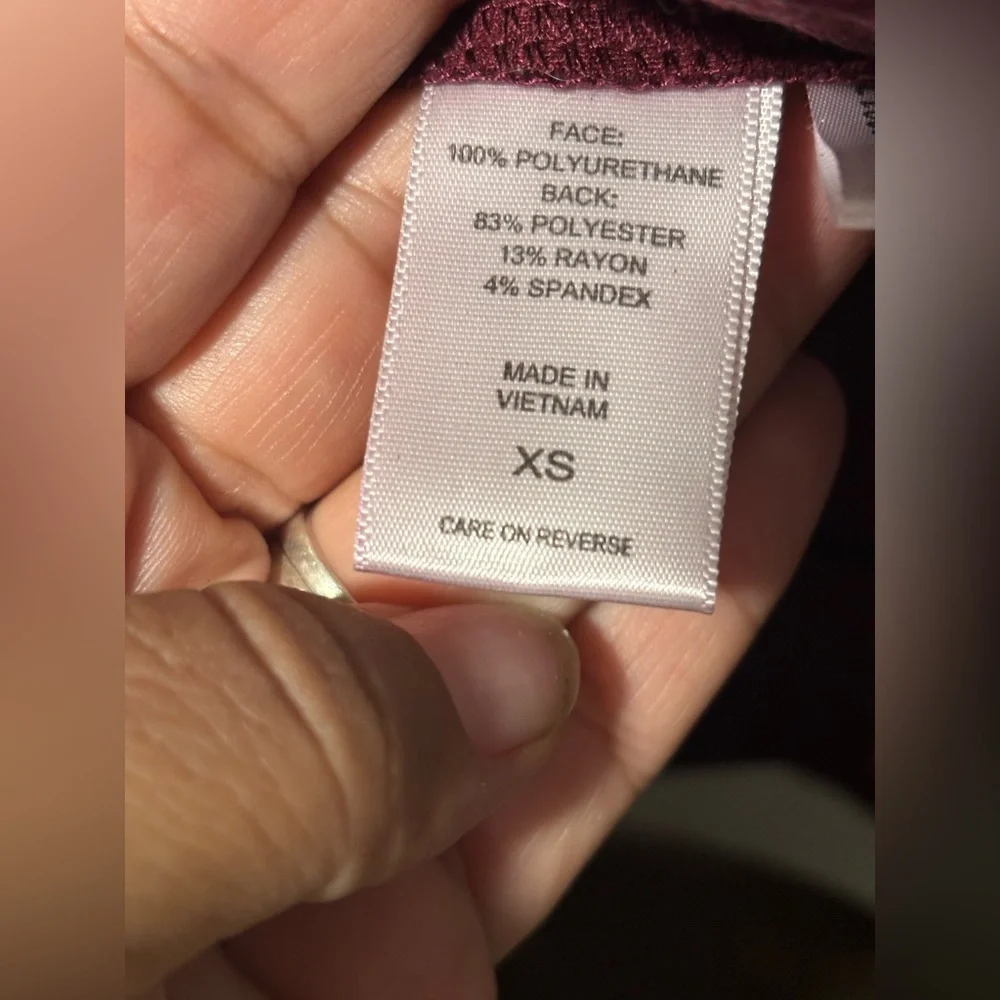 FACE:
100% POLYURETHANE
BACK:
83% POLYESTER
13% RAYON
4% SPANDEX
MADE IN
VIETNAM
XS
CARE ON REVERSE